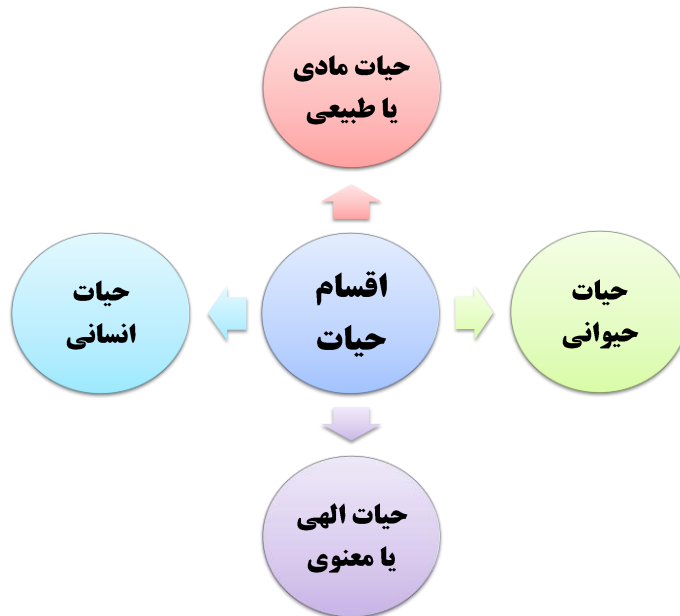 حیات مادی
یا طبیعی
اقسام
حیات
حیات
حیوانی
حیات
انسانی
حیات الهی
یا معنوی